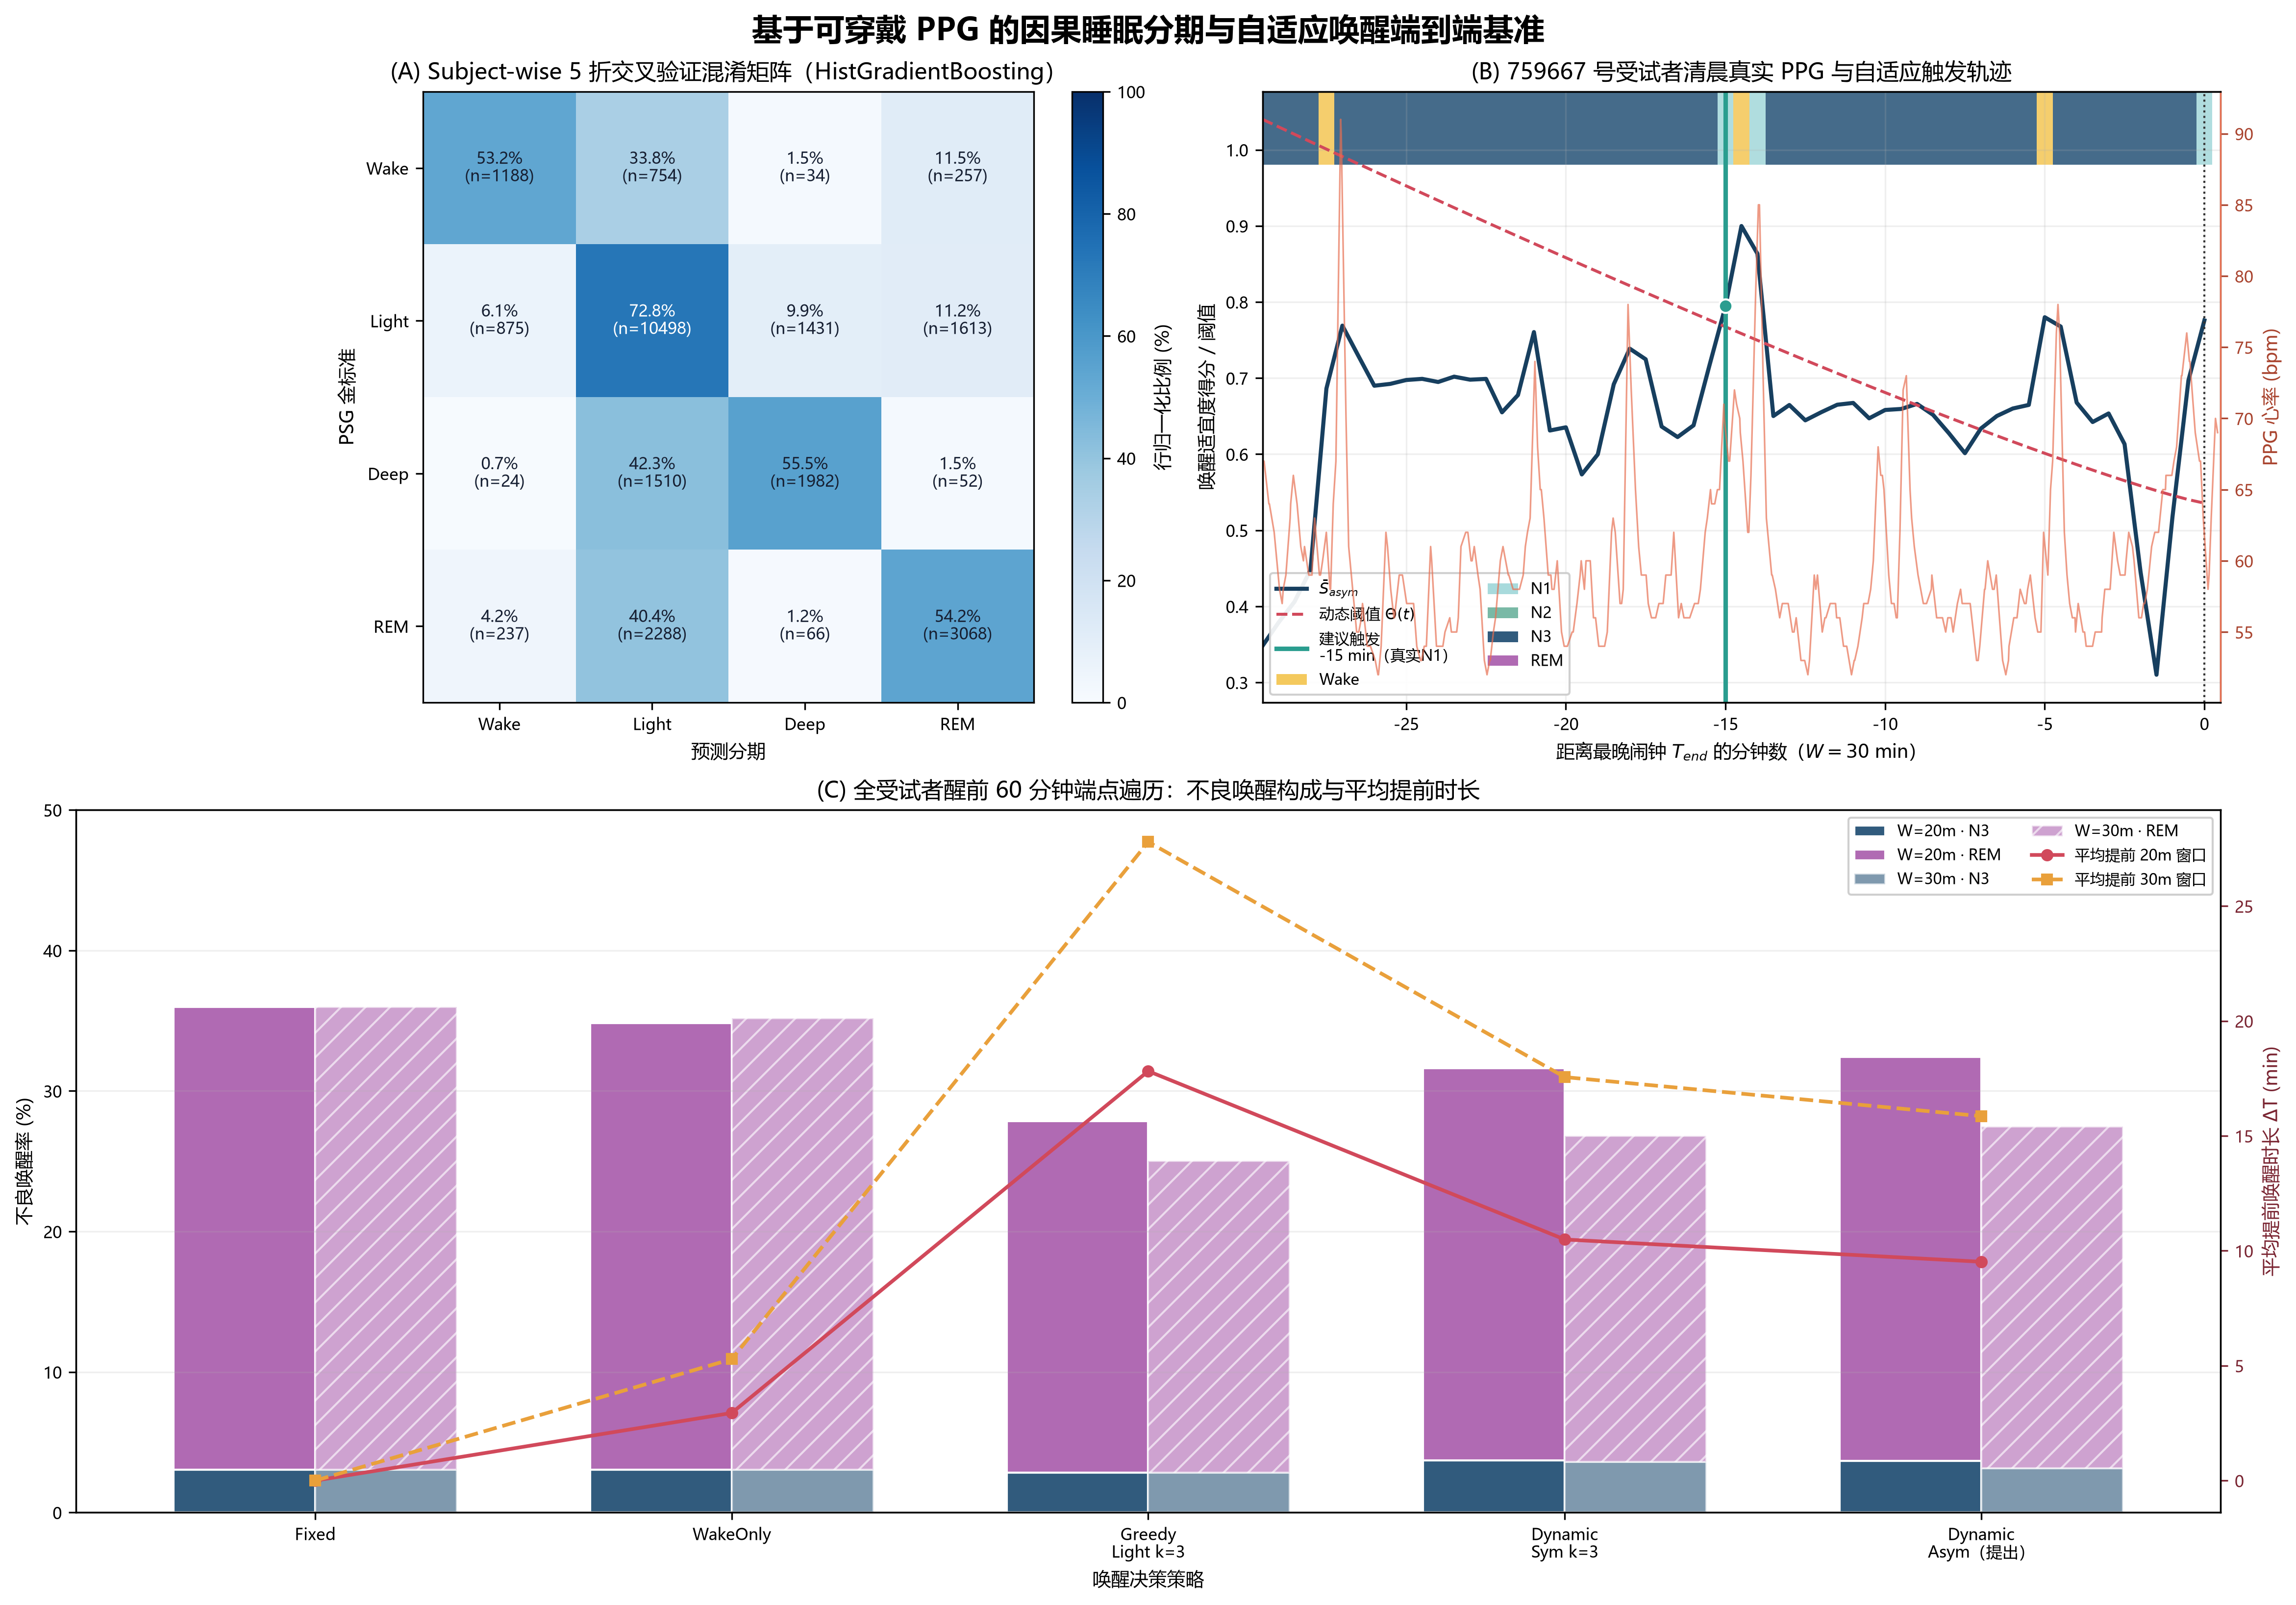 基于可穿戴 PPG 的因果睡眠分期与自适应唤醒端到端基准
(A) Subject-wise 5 折交叉验证混淆矩阵（HistGradientBoosting）
PSG 金标准
Wake
Light
Deep
REM
53.2%
(n=1188)
33.8%
(n=754)
1.5%
(n=34)
11.5%
(n=257)
6.1%
(n=875)
72.8%
(n=10498)
9.9%
(n=1431)
11.2%
(n=1613)
0.7%
(n=24)
42.3%
(n=1510)
55.5%
(n=1982)
1.5%
(n=52)
4.2%
(n=237)
40.4%
(n=2288)
1.2%
(n=66)
54.2%
(n=3068)
Wake
Light
Deep
REM
预测分期
100
80
60
40
20
0
行归一化比例 (%)
(B) 759667 号受试者清晨真实 PPG 与自适应触发轨迹
唤醒适宜度得分 / 阈值
1.0
0.9
0.8
0.7
0.6
0.5
0.4
0.3
S̄asym
动态阈值 Θ(t)
建议触发
-15 min（真实N1）
Wake
N1
N2
N3
REM
-25
-20
-15
-10
-5
0
距离最晚闹钟 Tend 的分钟数（W = 30 min）
90
85
80
75
70
65
60
55
PPG 心率 (bpm)
(C) 全受试者醒前 60 分钟端点遍历：不良唤醒构成与平均提前时长
不良唤醒率 (%)
50
40
30
20
10
0
W=20m · N3
W=20m · REM
W=30m · N3
W=30m · REM
平均提前 20m 窗口
平均提前 30m 窗口
25
20
15
10
5
0
平均提前唤醒时长 ΔT (min)
Fixed
WakeOnly
Greedy
Light k=3
Dynamic
Sym k=3
Dynamic
Asym（提出）
唤醒决策策略